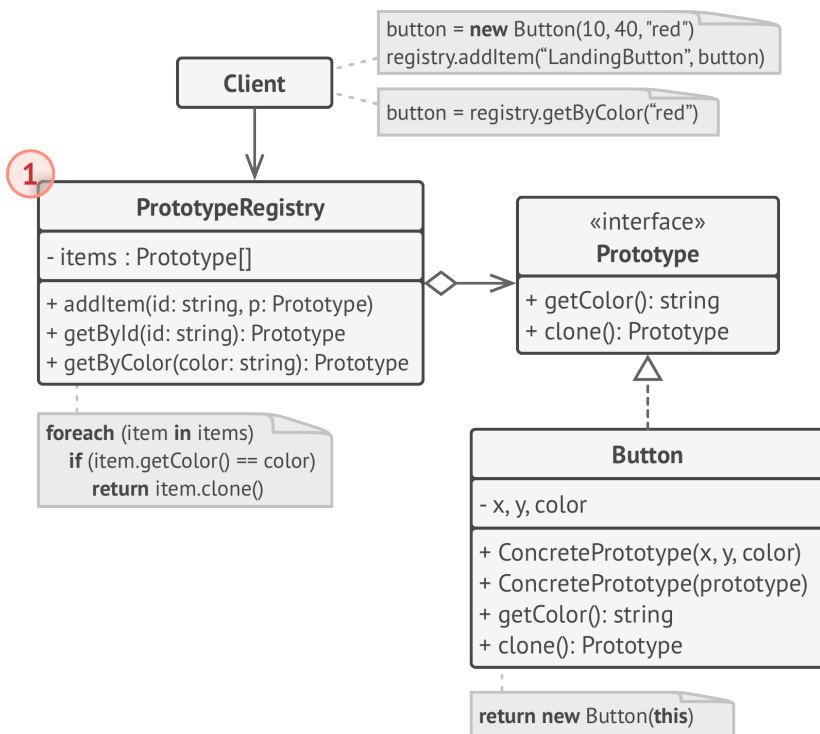 button = new Button(10, 40, "red")
registry.addItem(“LandingButton”, button)
Client
button = registry.getByColor(“red”)
1
PrototypeRegistry
- items : Prototype[]
+ addItem(id: string, p: Prototype)
+ getById(id: string): Prototype
+ getByColor(color: string): Prototype
«interface»
Prototype
+ getColor(): string
+ clone(): Prototype
foreach (item in items)
if (item.getColor() == color)
return item.clone()
Button
- x, y, color
+ ConcretePrototype(x, y, color)
+ ConcretePrototype(prototype)
+ getColor(): string
+ clone(): Prototype
return new Button(this)